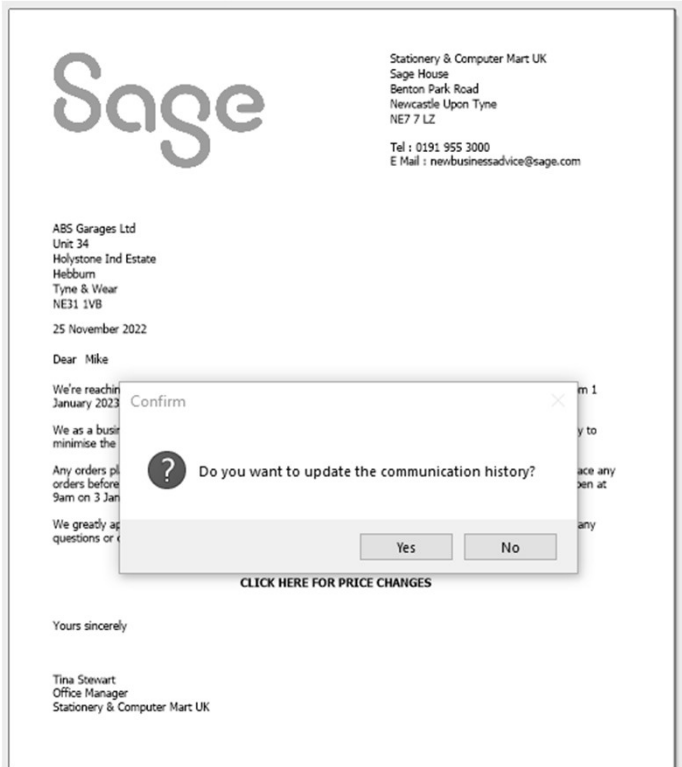 Sage
Stationery & Computer Mart UK
Sage House
Benton Park Road
Newcastle Upon Tyne
NE7 7 LZ
Tel : 0191 955 3000
E Mail : newbusinessadvice@sage.com
ABS Garages Ltd
Unit 34
Holystone Ind Estate
Hebburn
Tyne & Wear
NE31 1VB
25 November 2022
Dear Mike
We're reachin m 1
January 2023
We as a busin y to
minimise the
Any orders pl ace any
orders before pen at
9am on 3 Jan
We greatly ap any
questions or
Confirm
Do you want to update the communication history?
Yes No
CLICK HERE FOR PRICE CHANGES
Yours sincerely
Tina Stewart
Office Manager
Stationery & Computer Mart UK